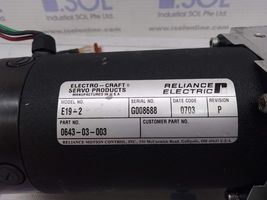 ISOL
ELECTRO-CRAFT
SERVO PRODUCTS
MANUFACTURED IN U.S.A.
RELIANCE
ELECTRIC
MODEL NO.
SERIAL NO.
DATE CODE
REVISION
E19-2
G008688
0703
P
PART NO.
CUSTOMER PART NO.
0643-03-003
RELIANCE MOTION CONTROL, INC.